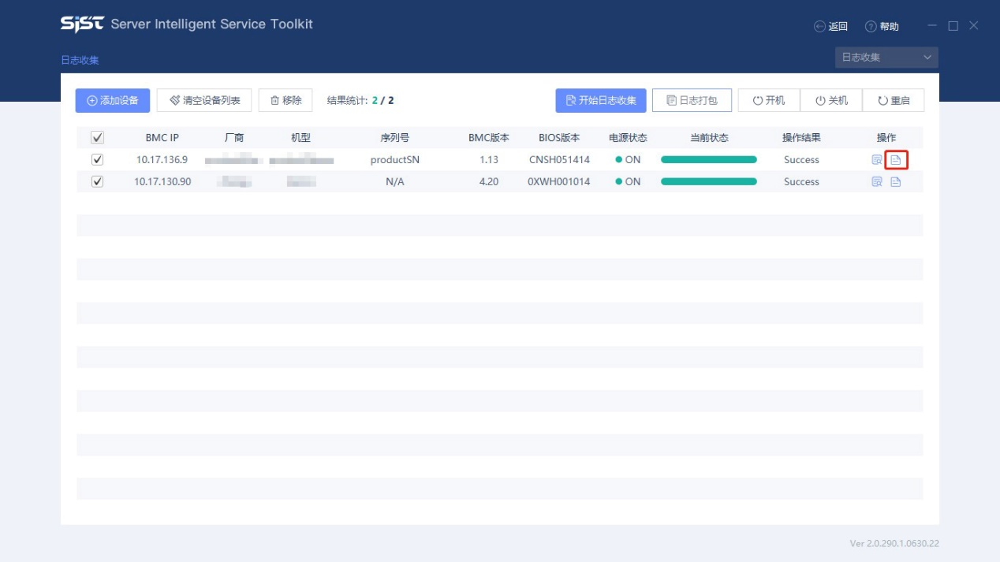 SIST Server Intelligent Service Toolkit
返回 帮助
日志收集 日志收集
添加设备 清空设备列表 移除 结果统计: 2 / 2 开始日志收集 日志打包 开机 关机 重启
BMC IP 厂商 机型 序列号 BMC版本 BIOS版本 电源状态 当前状态 操作结果 操作
10.17.136.9 productSN 1.13 CNSH051414 ON Success
10.17.130.90 N/A 4.20 0XWH001014 ON Success
Ver 2.0.290.1.0630.22